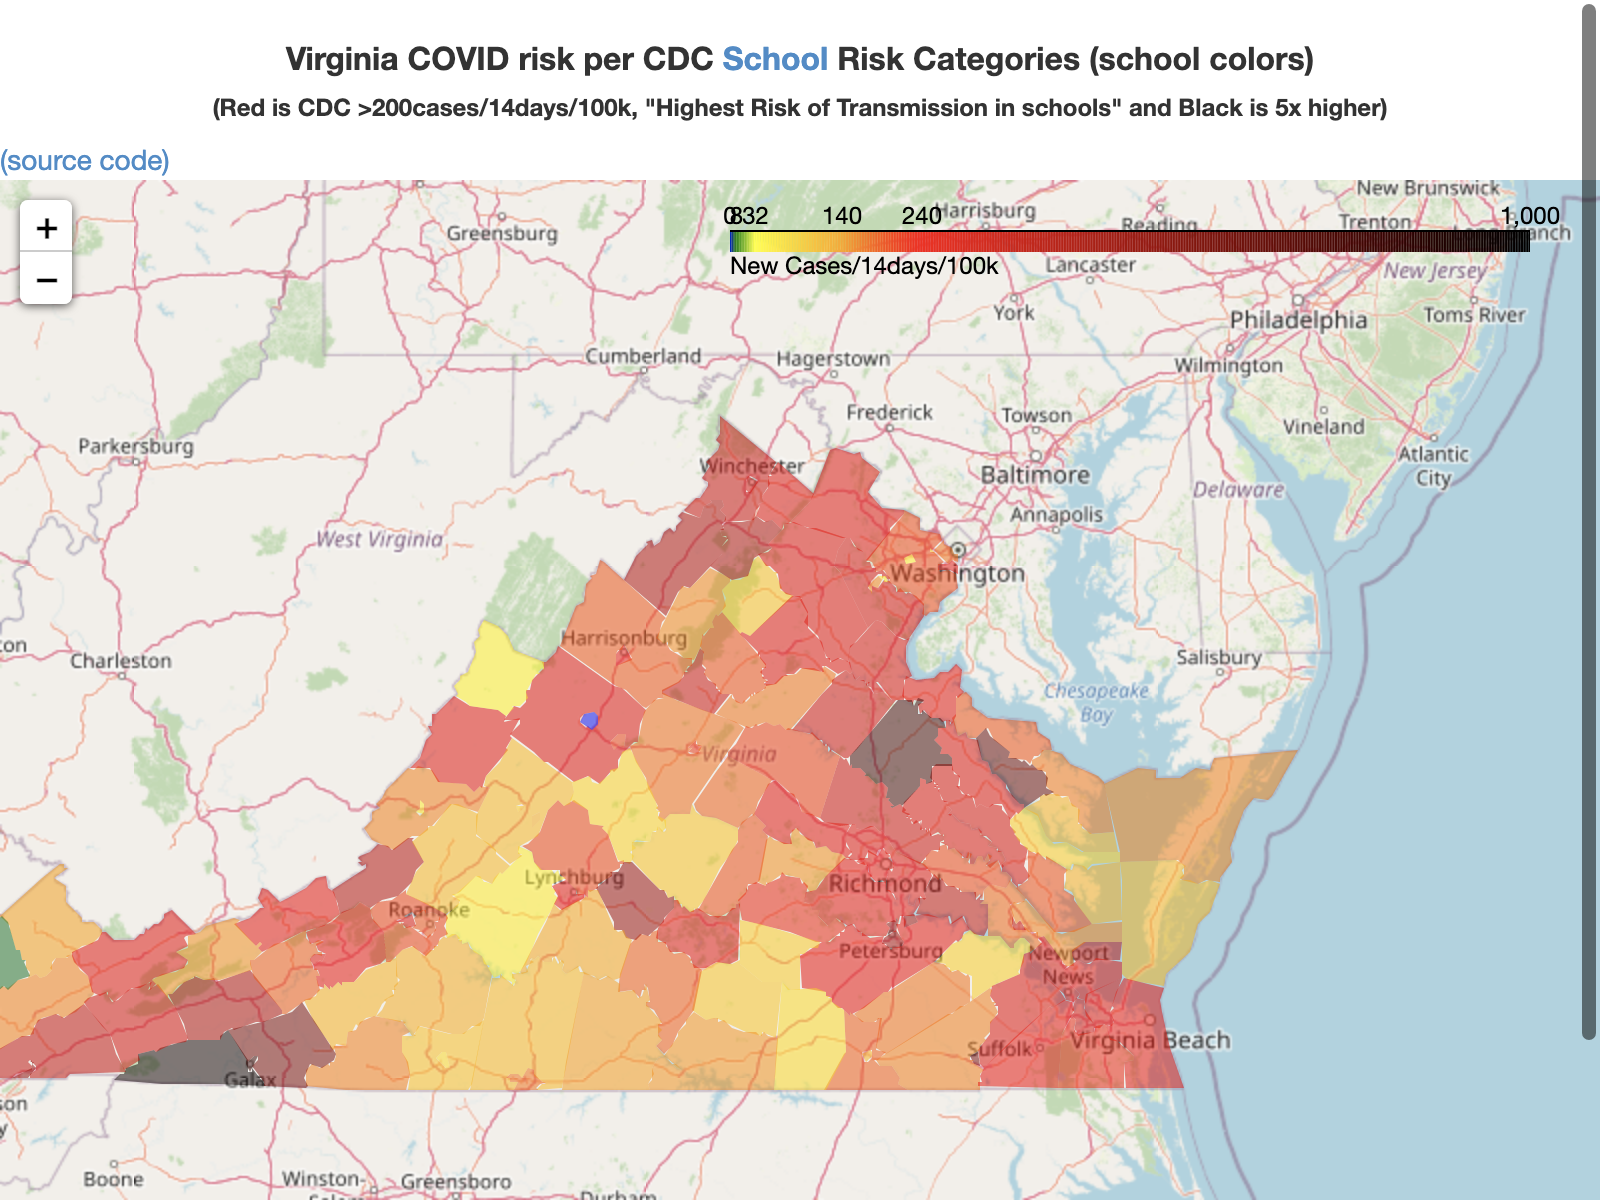 Virginia COVID risk per CDC School Risk Categories (school colors)
(Red is CDC >200cases/14days/100k, "Highest Risk of Transmission in schools" and Black is 5x higher)
(source code)
+
−
New Brunswick
Harrisburg
Reading
Trenton
0 8 32 140 240 1,000
Greensburg
New Cases/14days/100k
Lancaster
New Jersey
York
Philadelphia
Toms River
Cumberland
Hagerstown
Wilmington
Frederick
Towson
Vineland
Parkersburg
Winchester
Baltimore
Atlantic
City
Delaware
Annapolis
West Virginia
Washington
Harrisonburg
Charleston
Salisbury
Chesapeake
Bay
Virginia
Lynchburg
Richmond
Roanoke
Petersburg
Newport
News
Virginia Beach
Suffolk
Galax
Boone
Winston-
Greensboro
Durham